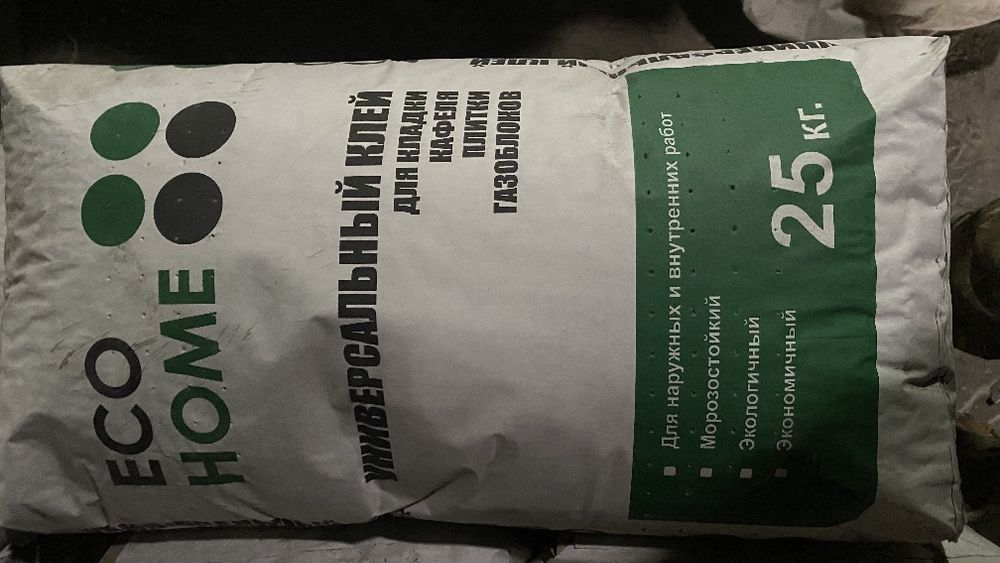 ECO
HOME
УНИВЕРСАЛЬНЫЙ КЛЕЙ
ДЛЯ КЛАДКИ
КАФЕЛЯ
ПЛИТКИ
ГАЗОБЛОКОВ
Для наружных и внутренних работ
Морозостойкий
Экологичный
Экономичный
25 кг.